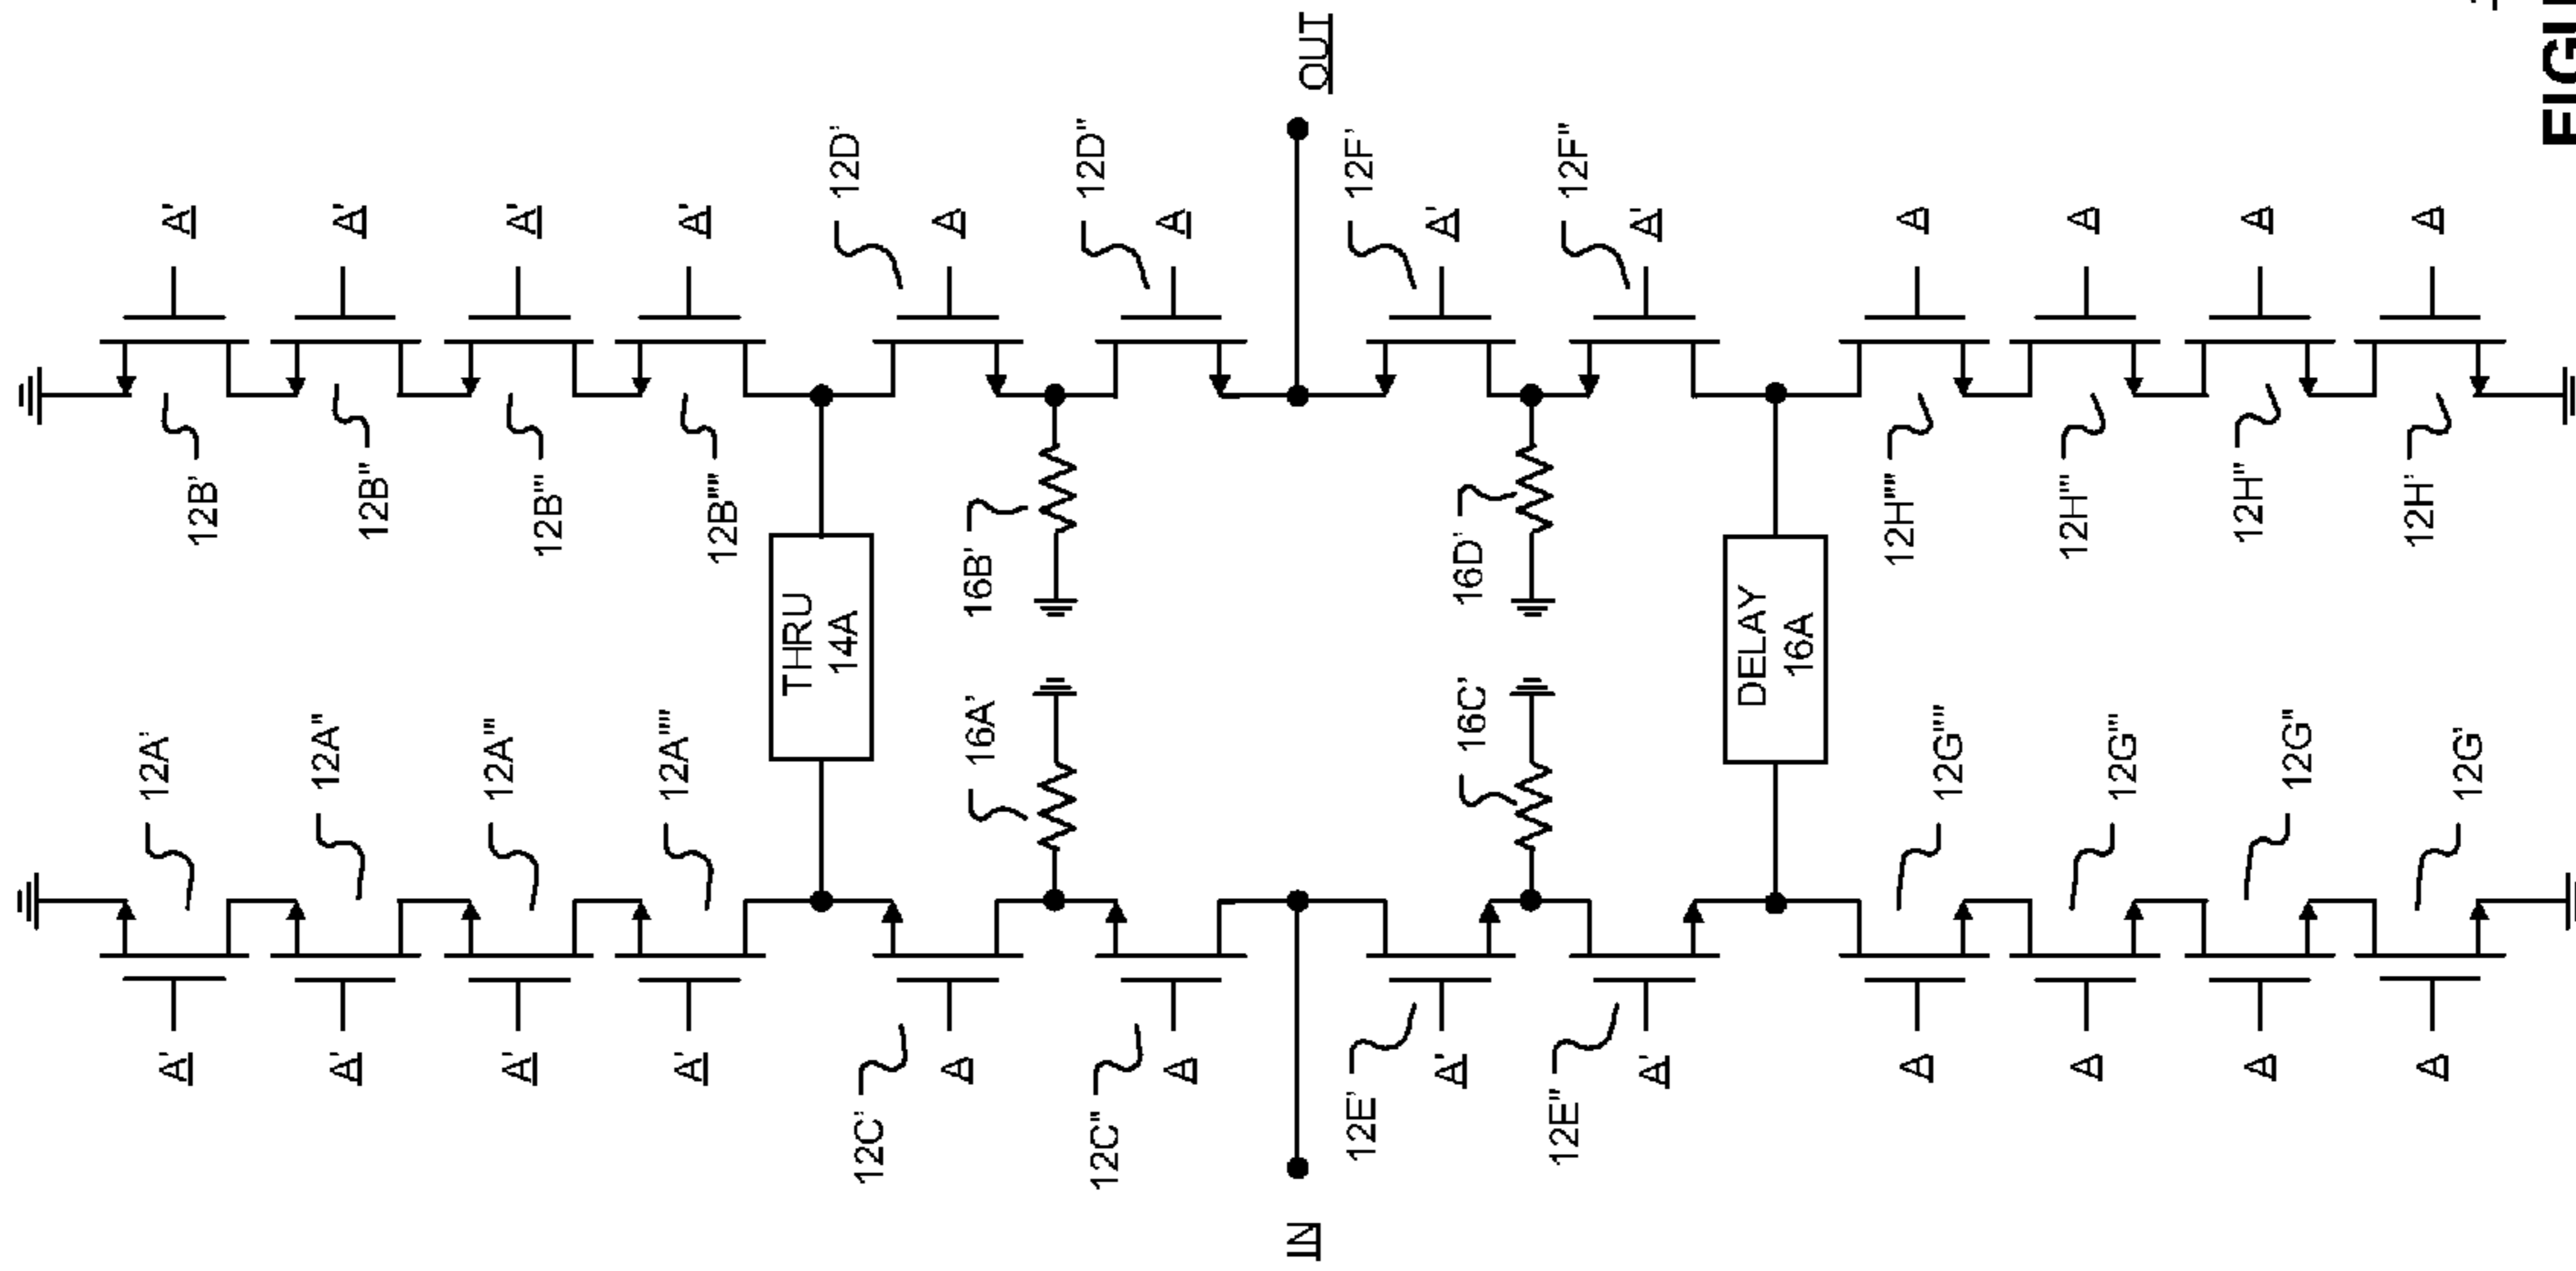 A'
12A'
12B'
A'
A'
12A"
12B"
A'
A'
12A"'
12B"'
A'
A'
12A""
12B""
A'
THRU
14A
12C'
A
A
12D'
16A'
16B'
12C"
A
A
12D"
IN
OUT
12E'
A'
A'
12F'
16C'
16D'
12E"
A'
A'
12F"
DELAY
16A
A
12G""
12H""
A
A
12G"'
12H"'
A
A
12G"
12H"
A
A
12G'
12H'
A